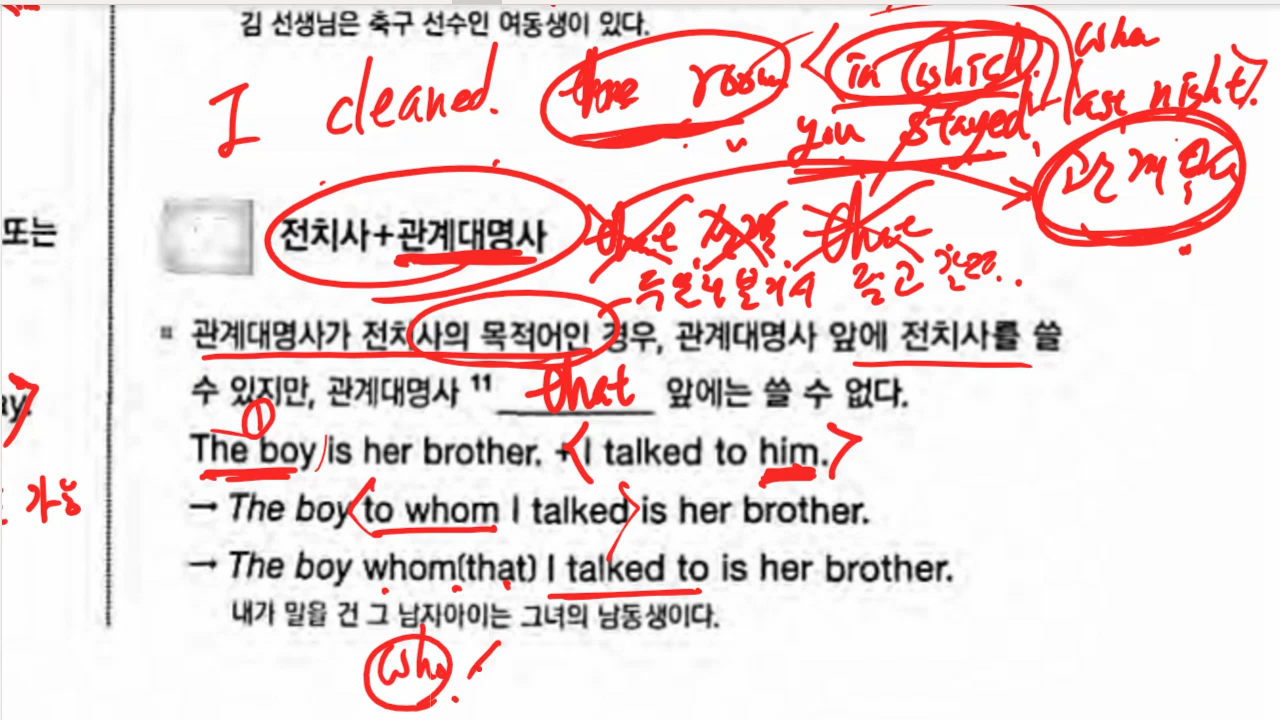 김 선생님은 축구 선수인 여동생이 있다.
I cleaned. the room < in which who
you stayed last night>.
또는
전치사+관계대명사 that that
■ 관계대명사가 전치사의 목적어인 경우, 관계대명사 앞에 전치사를 쓸
수 있지만, 관계대명사 11 that 앞에는 쓸 수 없다.
①
The boy is her brother. + <I talked to him.>
가능
→ The boy <to whom I talked> is her brother.
→ The boy whom(that) I talked to is her brother.
내가 말을 건 그 남자아이는 그녀의 남동생이다.
who